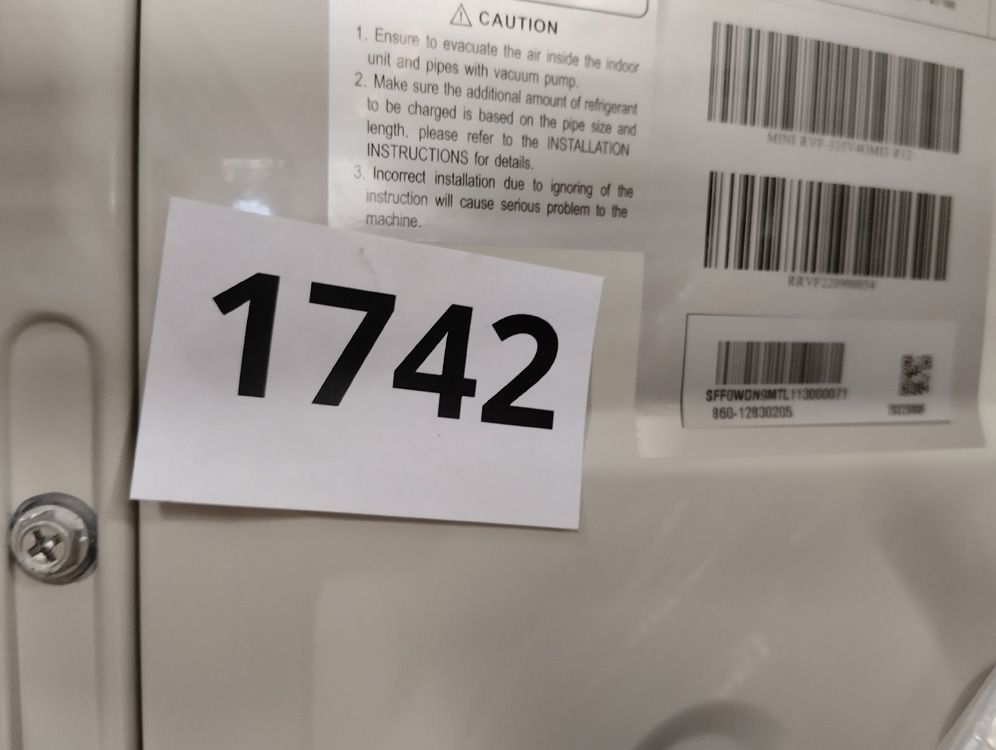 CAUTION
1. Ensure to evacuate the air inside the indoor
unit and pipes with vacuum pump.
2. Make sure the additional amount of refrigerant
to be charged is based on the pipe size and
length, please refer to the INSTALLATION
INSTRUCTIONS for details.
3. Incorrect installation due to ignoring of the
instruction will cause serious problem to the
machine.
1742
MINI
860-12830205